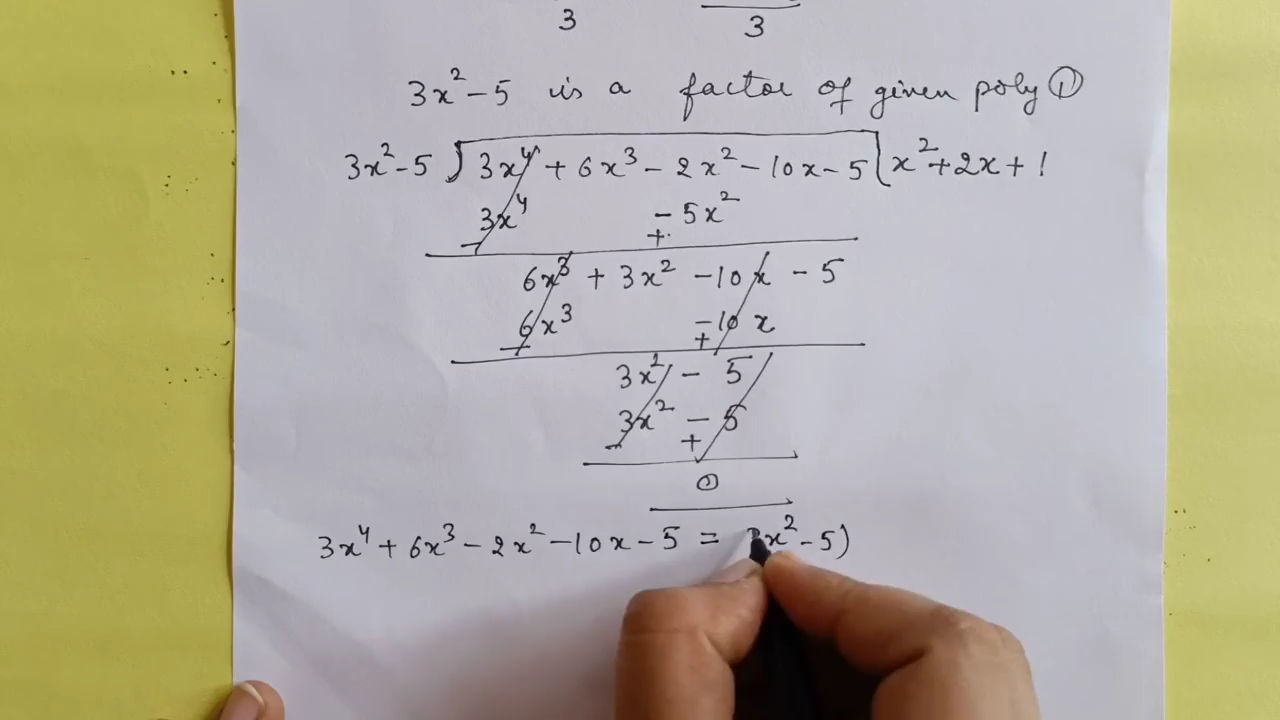 3 3
3x² - 5 is a factor of given poly ①
3x² - 5 ) 3x⁴ + 6x³ - 2x² - 10x - 5 ( x² + 2x + 1
3x⁴ - 5x²
- +
6x³ + 3x² - 10x - 5
6x³ - 10x
- +
3x² - 5
3x² - 5
- +
0
3x⁴ + 6x³ - 2x² - 10x - 5 = 3x² - 5)